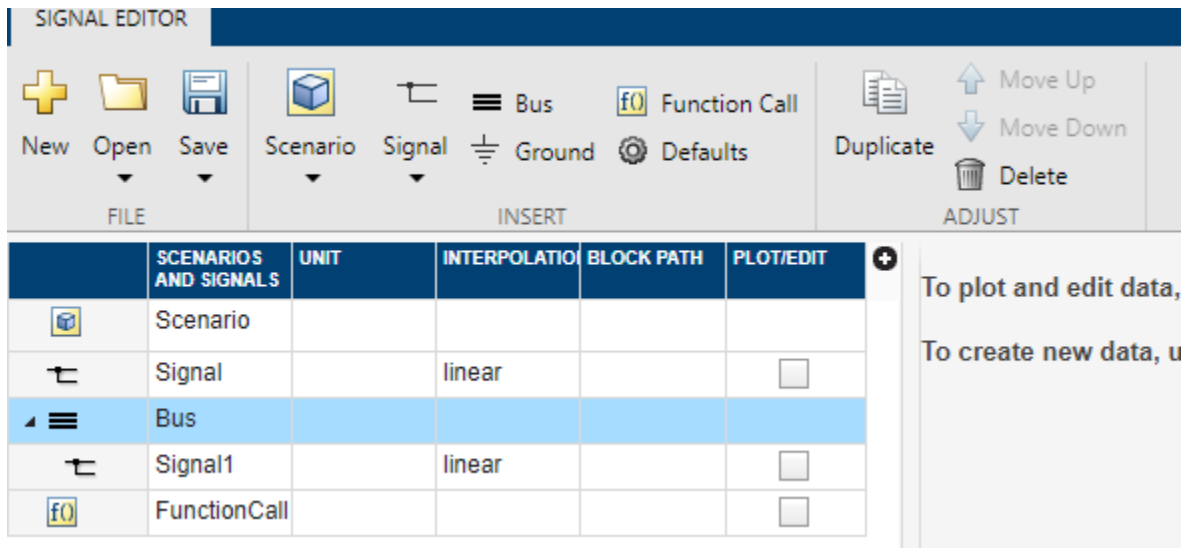 SIGNAL EDITOR
New Open Save Scenario Signal Bus Ground f() Function Call Defaults Duplicate Move Up Move Down Delete
FILE INSERT ADJUST
SCENARIOS AND SIGNALS UNIT INTERPOLATIO BLOCK PATH PLOT/EDIT
Scenario
Signal linear
Bus
Signal1 linear
f() FunctionCall
To plot and edit data,
To create new data, u